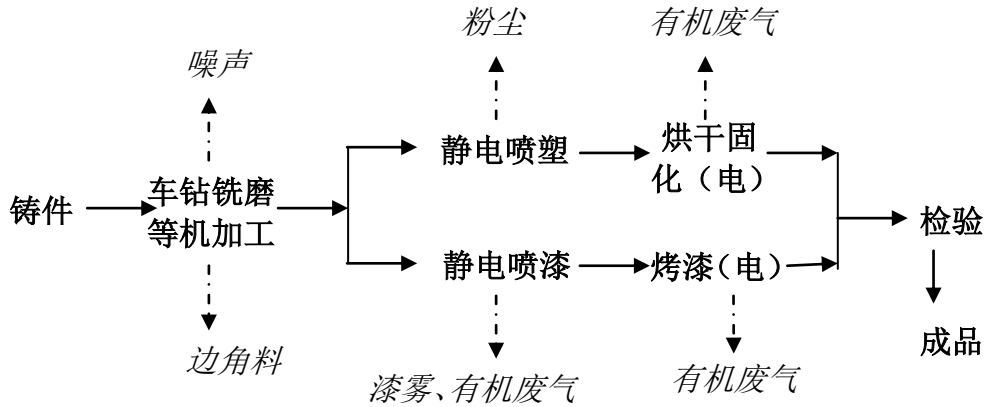 粉尘
有机废气
噪声
静电喷塑
烘干固
化（电）
铸件
车钻铣磨
等机加工
检验
静电喷漆
烤漆（电）
成品
边角料
漆雾、有机废气
有机废气